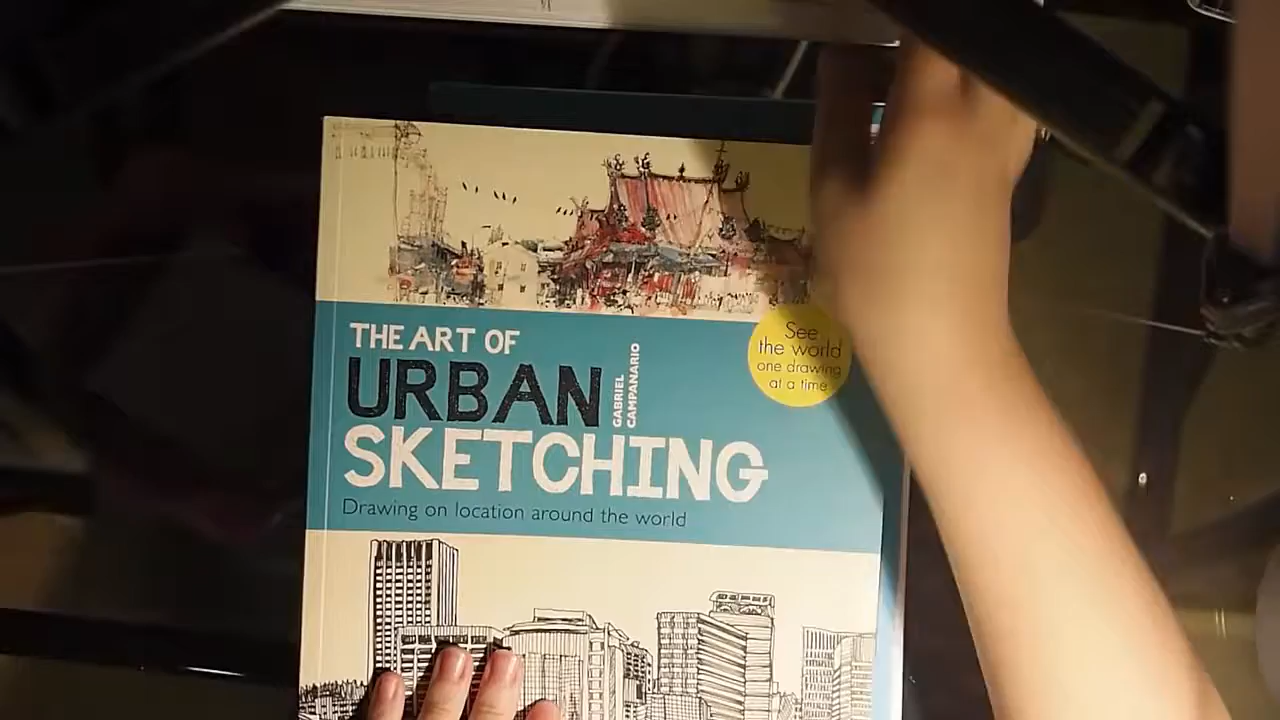 THE ART OF
URBAN
SKETCHING
GABRIEL
CAMPANARIO
Drawing on location around the world
See
the world
one drawing
at a time